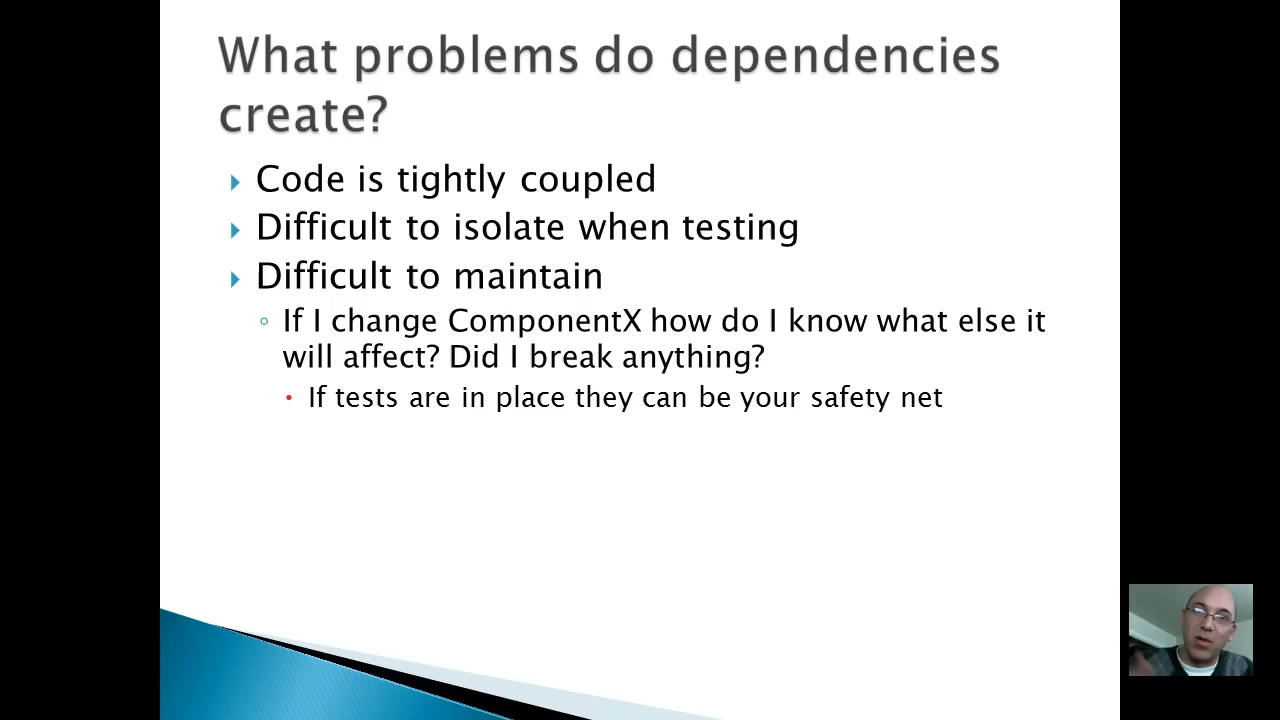 What problems do dependencies
create?
Code is tightly coupled
Difficult to isolate when testing
Difficult to maintain
If I change ComponentX how do I know what else it
will affect? Did I break anything?
If tests are in place they can be your safety net